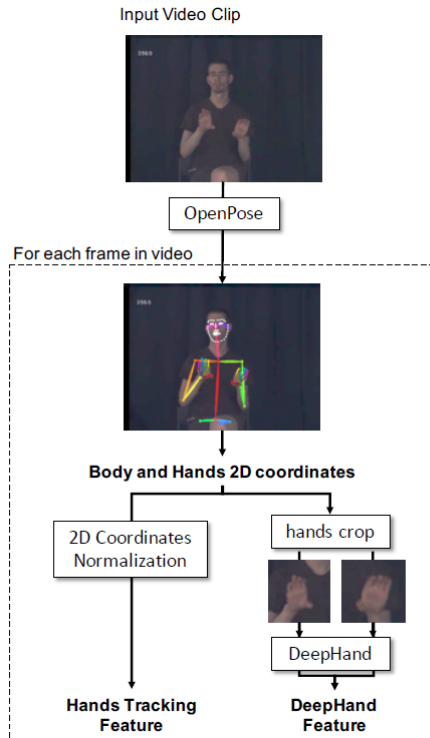 Input Video Clip
OpenPose
For each frame in video
Body and Hands 2D coordinates
2D Coordinates
Normalization
hands crop
DeepHand
Hands Tracking
Feature
DeepHand
Feature